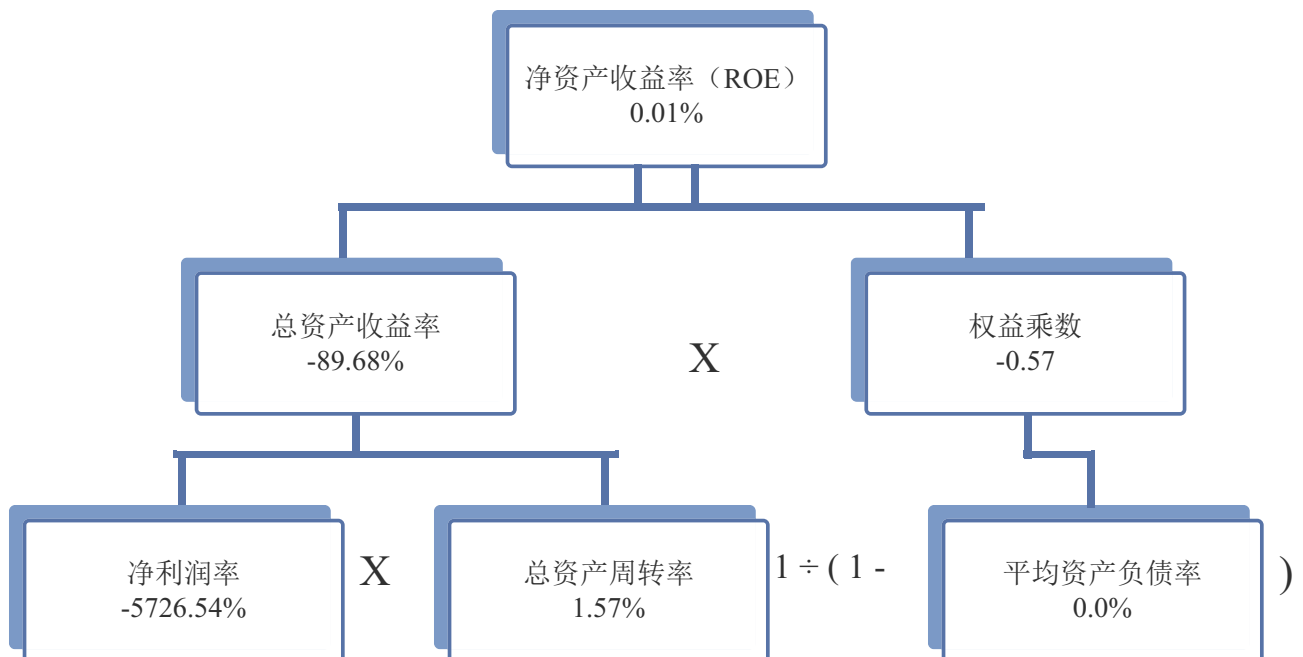 净资产收益率（ROE）
0.01%
总资产收益率
-89.68%
X
权益乘数
-0.57
净利润率
-5726.54%
X
总资产周转率
1.57%
1 ÷ ( 1 -
平均资产负债率
0.0%
)